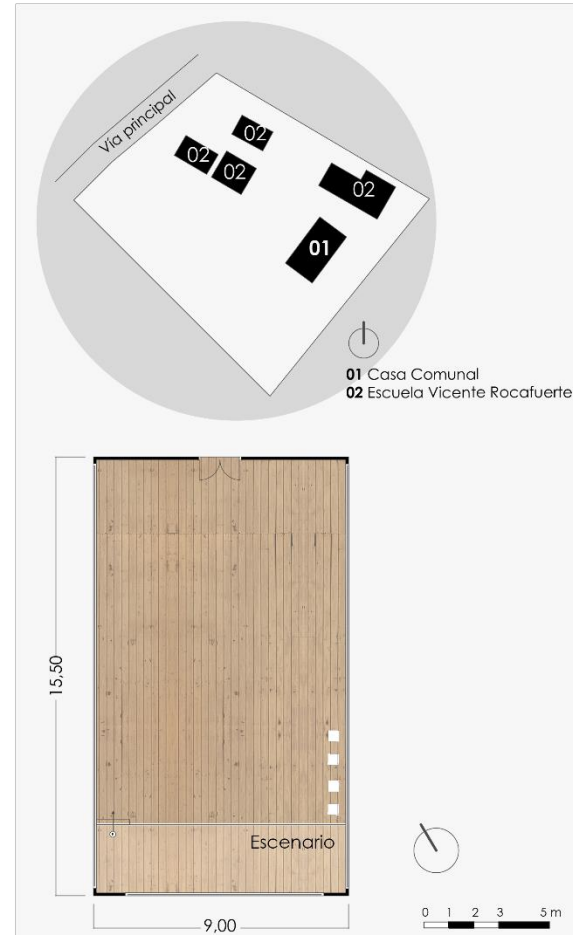 Vía principal
02
02
02
02
01
01 Casa Comunal
02 Escuela Vicente Rocafuerte
15,50
Escenario
9,00
0 1 2 3 5 m